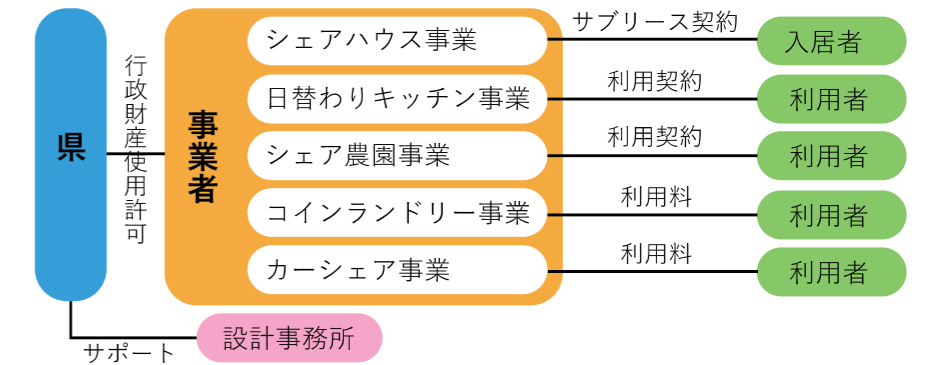 県
行政財産使用許可
事業者
シェアハウス事業
サブリース契約
入居者
日替わりキッチン事業
利用契約
利用者
シェア農園事業
利用契約
利用者
コインランドリー事業
利用料
利用者
カーシェア事業
利用料
利用者
サポート
設計事務所